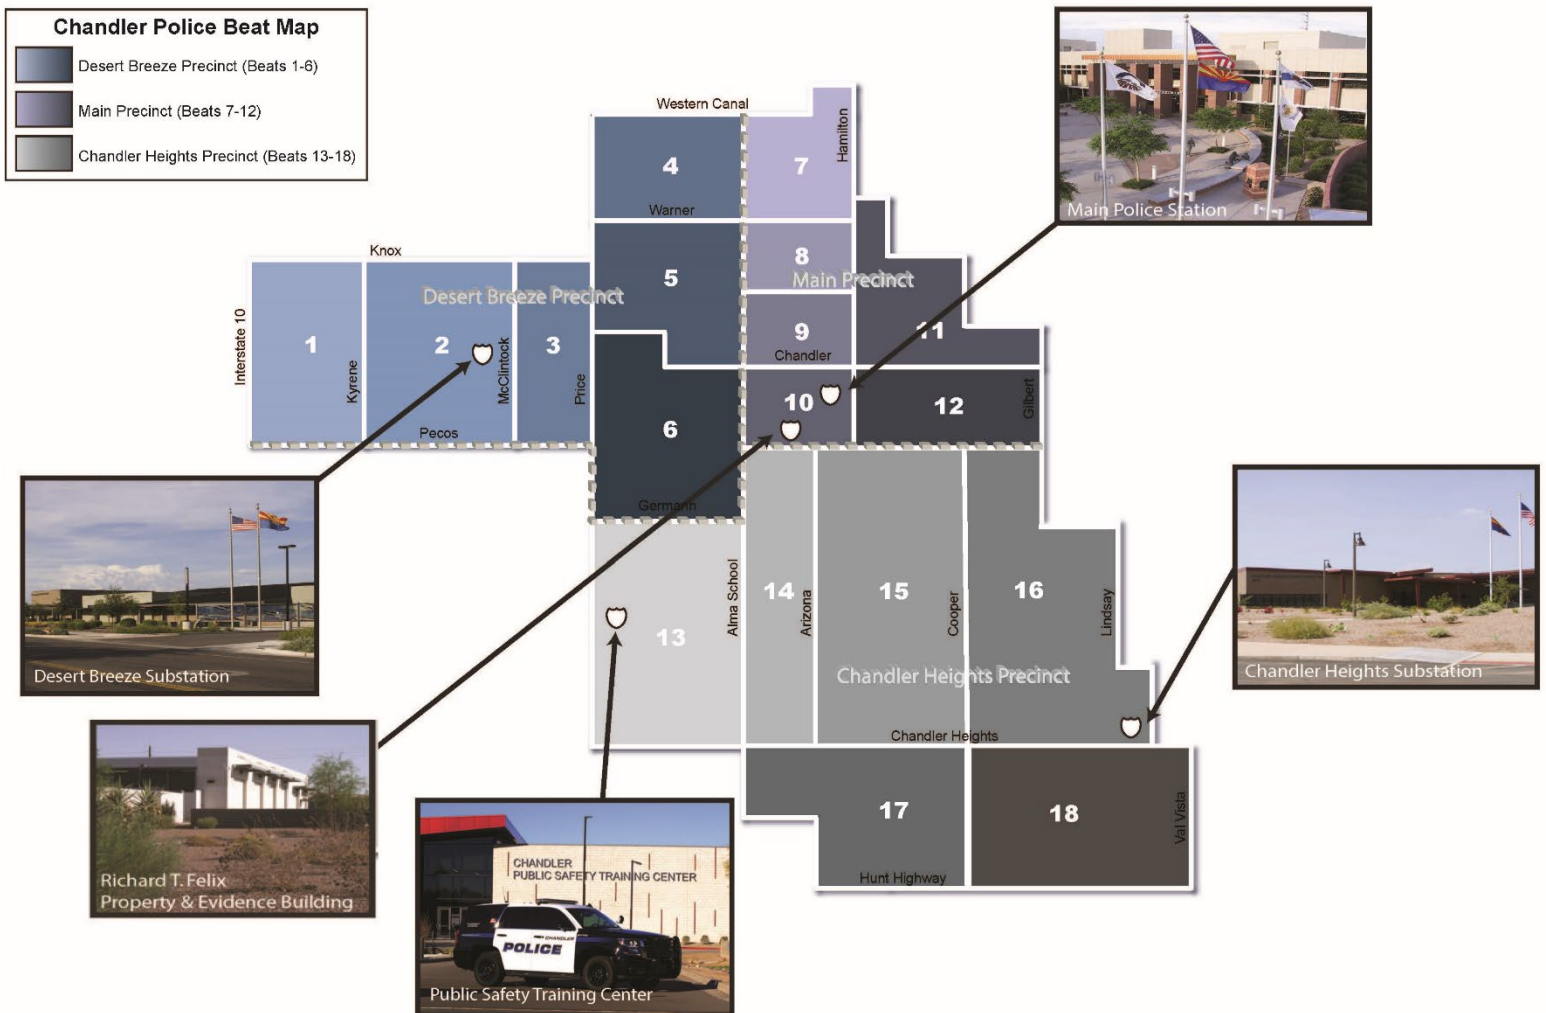 Chandler Police Beat Map
Desert Breeze Precinct (Beats 1-6)
Main Precinct (Beats 7-12)
Chandler Heights Precinct (Beats 13-18)
Western Canal
Hamilton
4
7
Warner
Main Police Station
Knox
5
8
Main Precinct
Desert Breeze Precinct
Interstate 10
1
Kyrene
2
McClintock
3
Price
9
11
Chandler
10
12
Gilbert
Pecos
6
Germann
13
Alma School
14
Arizona
15
Cooper
16
Lindsay
Chandler Heights Precinct
Chandler Heights
17
18
Val Vista
Hunt Highway
Desert Breeze Substation
Chandler Heights Substation
Richard T. Felix
Property & Evidence Building
CHANDLER
PUBLIC SAFETY TRAINING CENTER
CHANDLER
POLICE
Public Safety Training Center